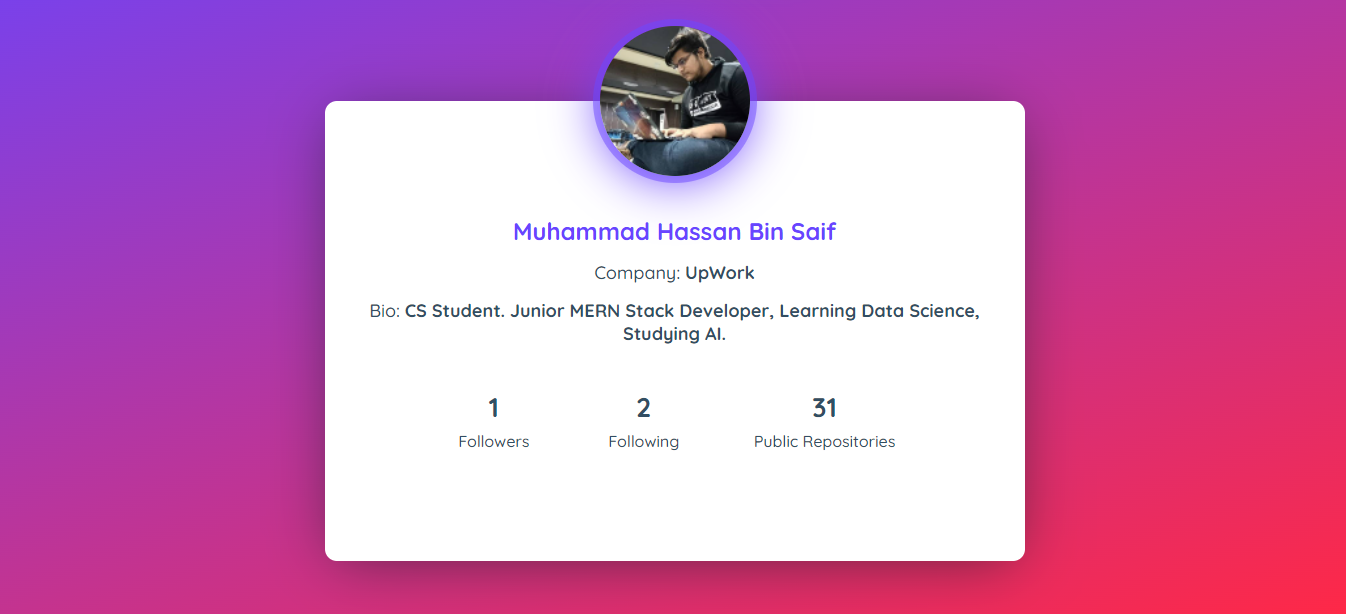 Muhammad Hassan Bin Saif
Company: UpWork
Bio: CS Student. Junior MERN Stack Developer, Learning Data Science,
Studying AI.
1 2 31
Followers Following Public Repositories